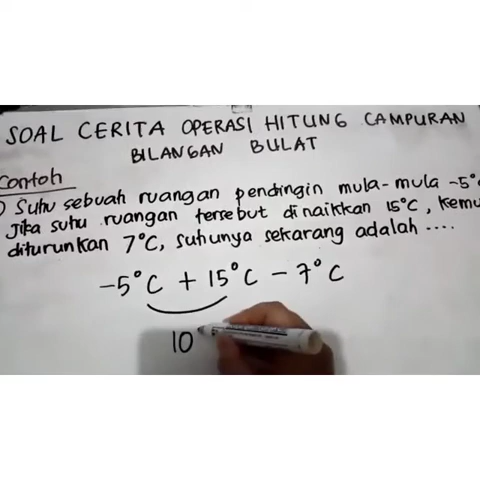 SOAL CERITA OPERASI HITUNG CAMPURAN
BILANGAN BULAT
Contoh
Suhu sebuah ruangan pendingin mula-mula -5°
Jika suhu ruangan tersebut dinaikkan 15°C, kemu
diturunkan 7°C, suhunya sekarang adalah ....
-5°C + 15°C - 7°C
10